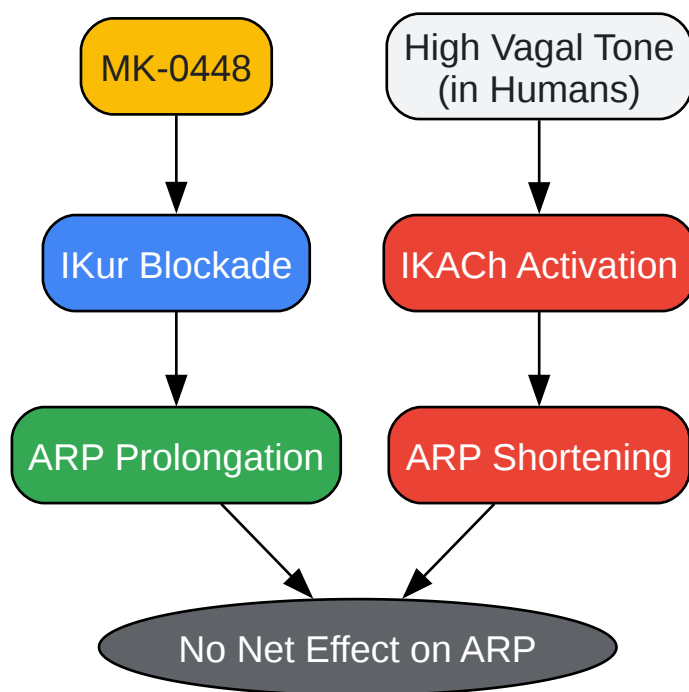 MK-0448
High Vagal Tone
(in Humans)
IKur Blockade
IKACh Activation
ARP Prolongation
ARP Shortening
No Net Effect on ARP